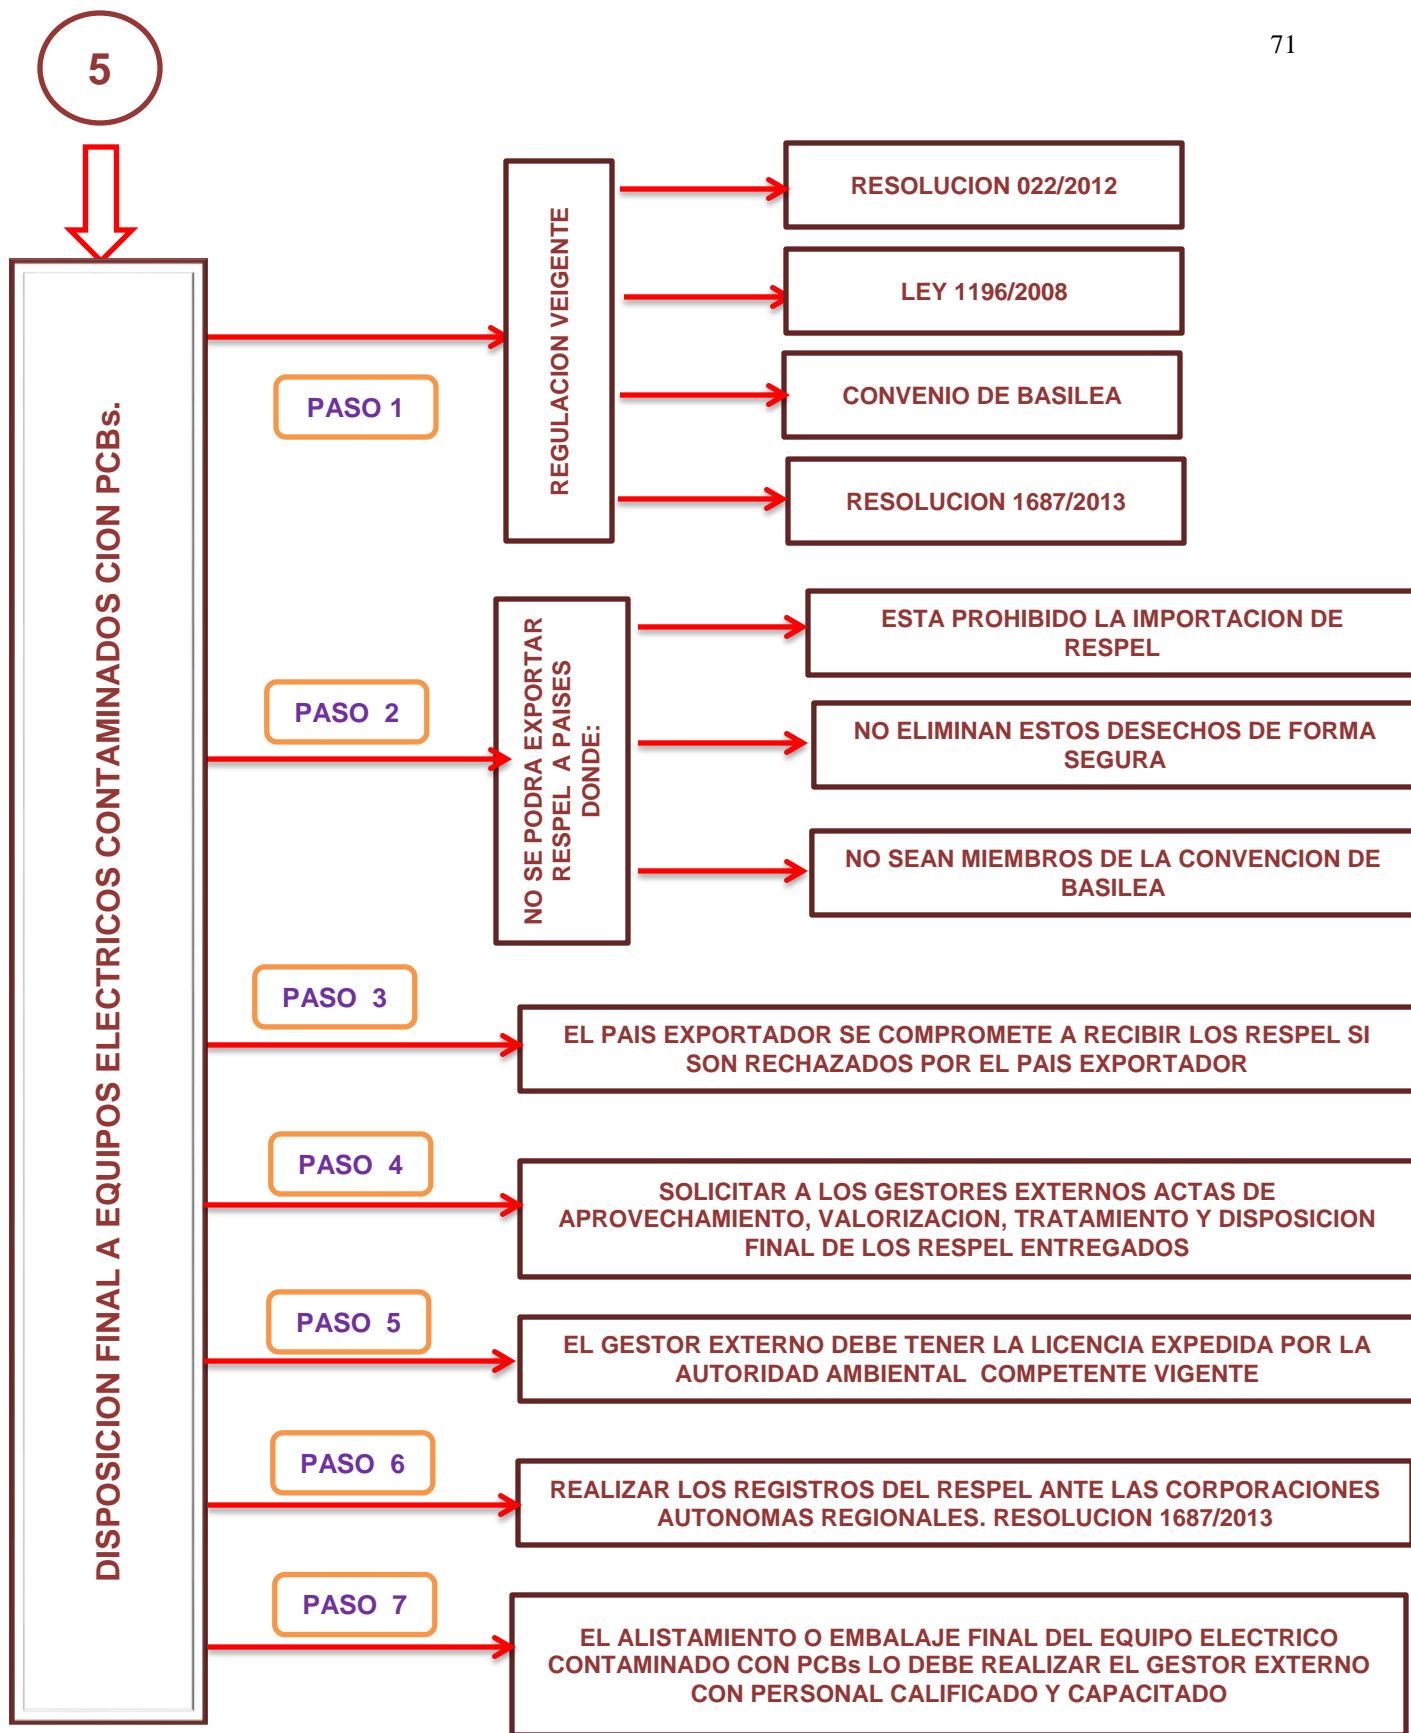 71
5
DISPOSICION FINAL A EQUIPOS ELECTRICOS CONTAMINADOS CION PCBs.
PASO 1
REGULACION VEIGENTE
RESOLUCION 022/2012
LEY 1196/2008
CONVENIO DE BASILEA
RESOLUCION 1687/2013
PASO 2
NO SE PODRA EXPORTAR
RESPEL A PAISES
DONDE:
ESTA PROHIBIDO LA IMPORTACION DE
RESPEL
NO ELIMINAN ESTOS DESECHOS DE FORMA
SEGURA
NO SEAN MIEMBROS DE LA CONVENCION DE
BASILEA
PASO 3
EL PAIS EXPORTADOR SE COMPROMETE A RECIBIR LOS RESPEL SI
SON RECHAZADOS POR EL PAIS EXPORTADOR
PASO 4
SOLICITAR A LOS GESTORES EXTERNOS ACTAS DE
APROVECHAMIENTO, VALORIZACION, TRATAMIENTO Y DISPOSICION
FINAL DE LOS RESPEL ENTREGADOS
PASO 5
EL GESTOR EXTERNO DEBE TENER LA LICENCIA EXPEDIDA POR LA
AUTORIDAD AMBIENTAL COMPETENTE VIGENTE
PASO 6
REALIZAR LOS REGISTROS DEL RESPEL ANTE LAS CORPORACIONES
AUTONOMAS REGIONALES. RESOLUCION 1687/2013
PASO 7
EL ALISTAMIENTO O EMBALAJE FINAL DEL EQUIPO ELECTRICO
CONTAMINADO CON PCBs LO DEBE REALIZAR EL GESTOR EXTERNO
CON PERSONAL CALIFICADO Y CAPACITADO